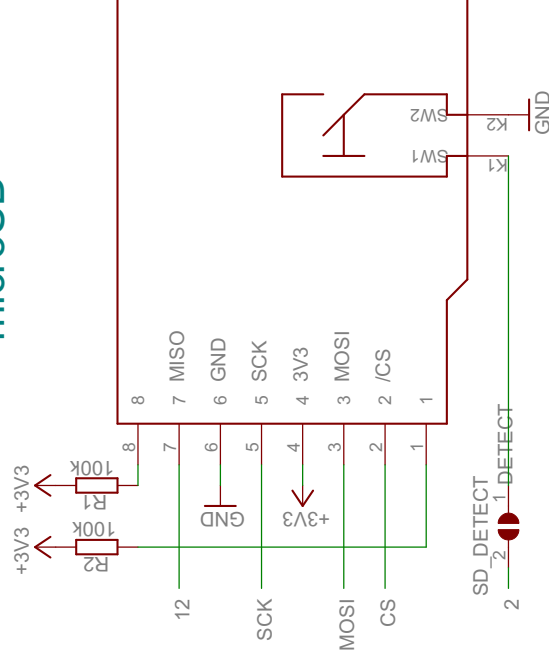 microSD
+3V3
+3V3
100k
R1
100k
R2
8
7
6
5
4
3
2
1
8
7 MISO
6 GND
5 SCK
4 3V3
3 MOSI
2 /CS
1
12
GND
SCK
+3V3
MOSI
CS
SW2
SW1
K2
K1
GND
SD_DETECT
DETECT
1
2
2